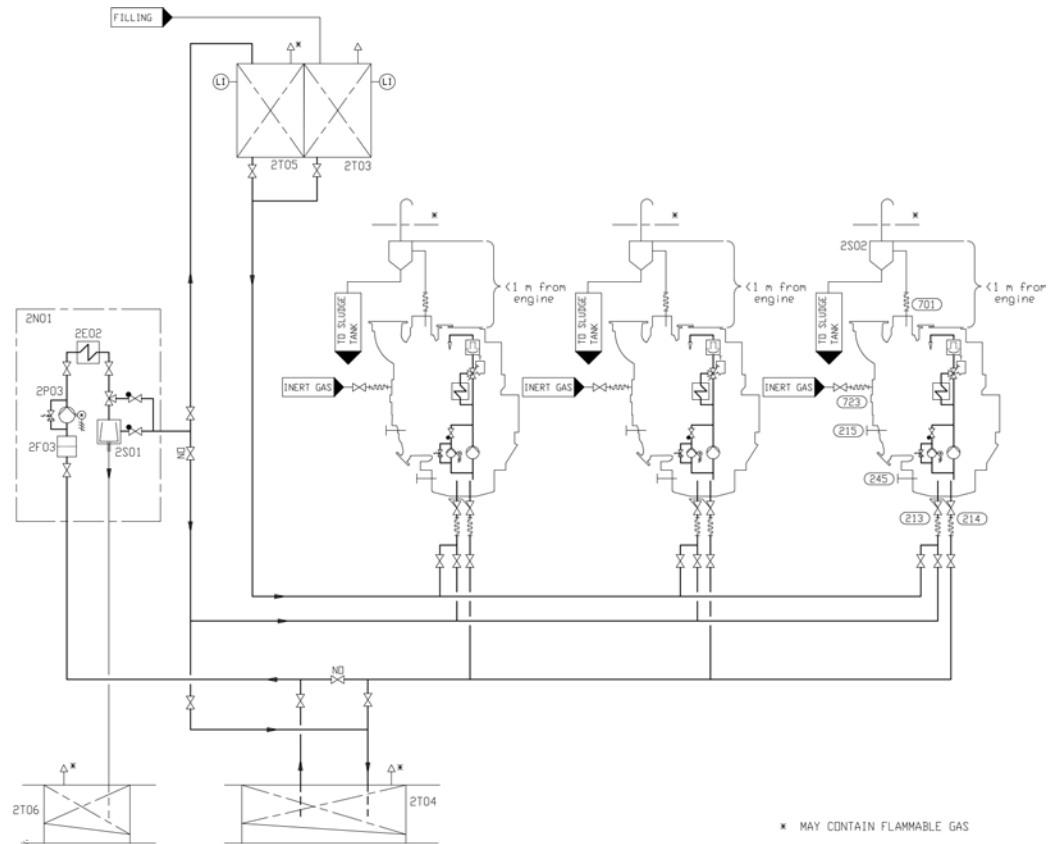 FILLING
*
LI
LI
2T05
2T03
*
*
*
2S02
<1 m from
engine
<1 m from
engine
<1 m from
engine
701
TO SLUDGE
TANK
TO SLUDGE
TANK
TO SLUDGE
TANK
2N01
2E02
2P03
2F03
2S01
NO
INERT GAS
INERT GAS
INERT GAS
723
215
245
213
214
NO
*
*
2T06
2T04
* MAY CONTAIN FLAMMABLE GAS